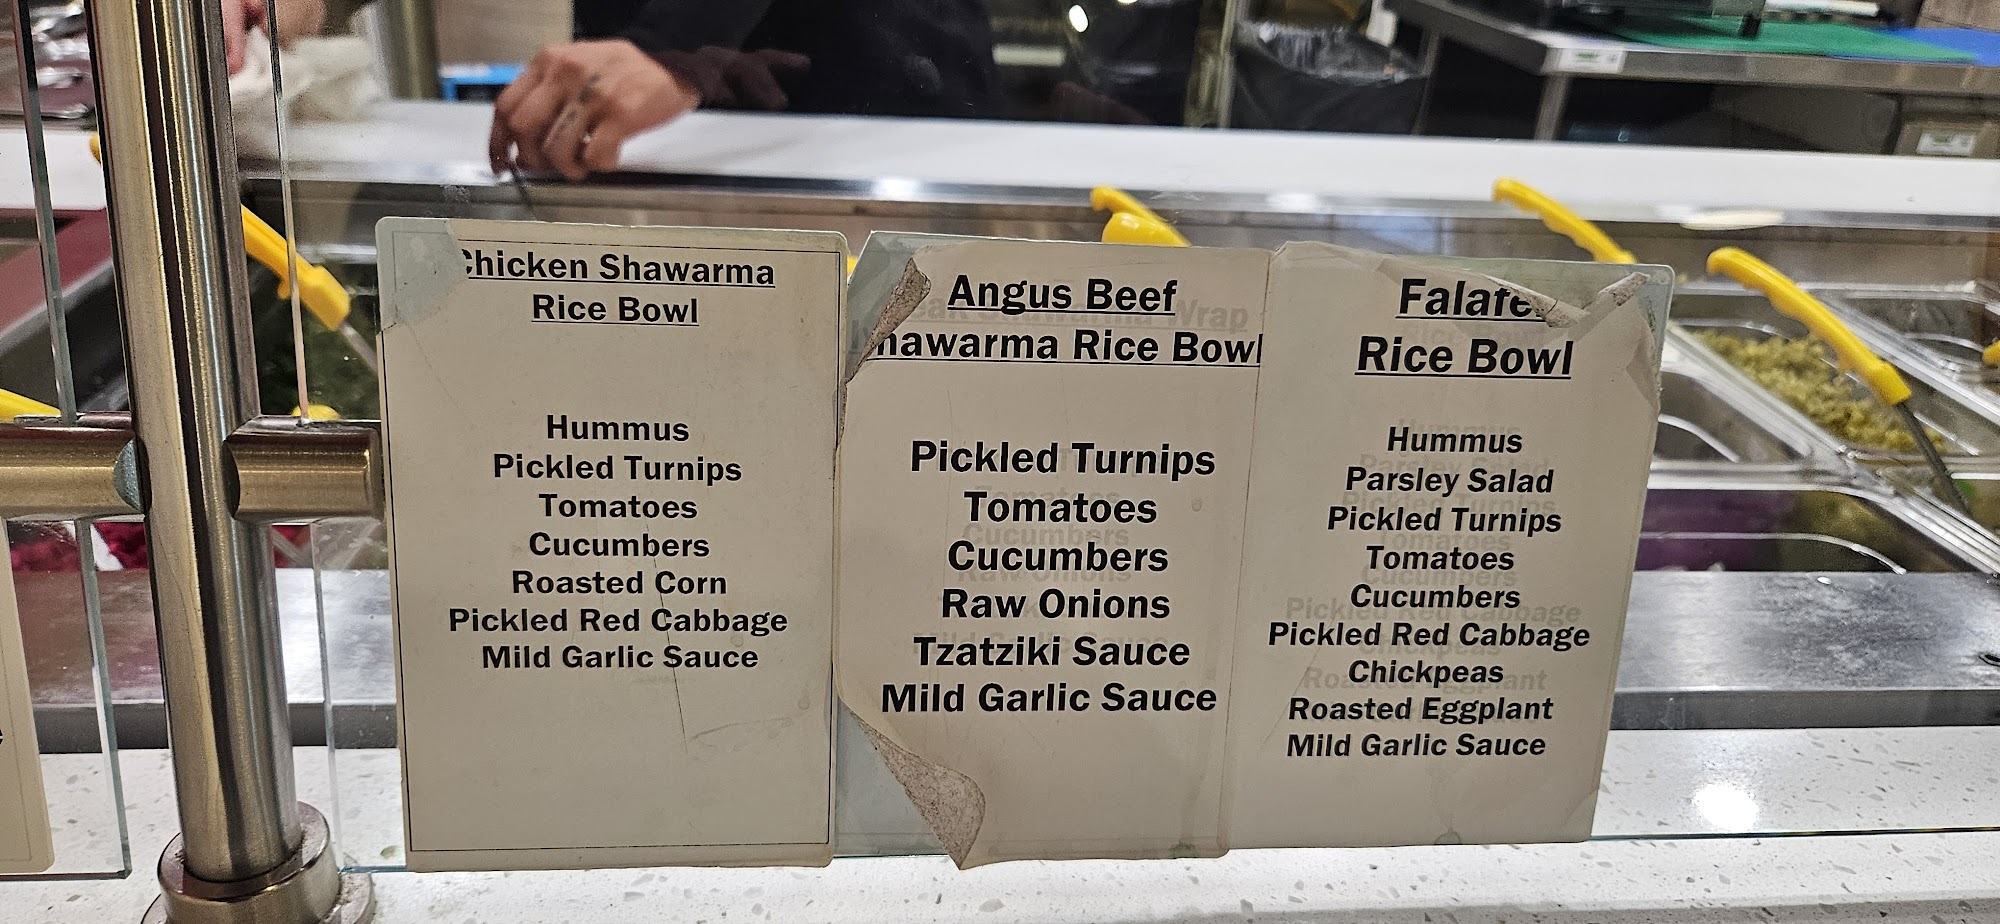 Chicken Shawarma
Rice Bowl
Hummus
Pickled Turnips
Tomatoes
Cucumbers
Roasted Corn
Pickled Red Cabbage
Mild Garlic Sauce
Angus Beef
Shawarma Rice Bowl
Pickled Turnips
Tomatoes
Cucumbers
Raw Onions
Tzatziki Sauce
Mild Garlic Sauce
Falafel
Rice Bowl
Hummus
Parsley Salad
Pickled Turnips
Tomatoes
Cucumbers
Pickled Red Cabbage
Chickpeas
Roasted Eggplant
Mild Garlic Sauce